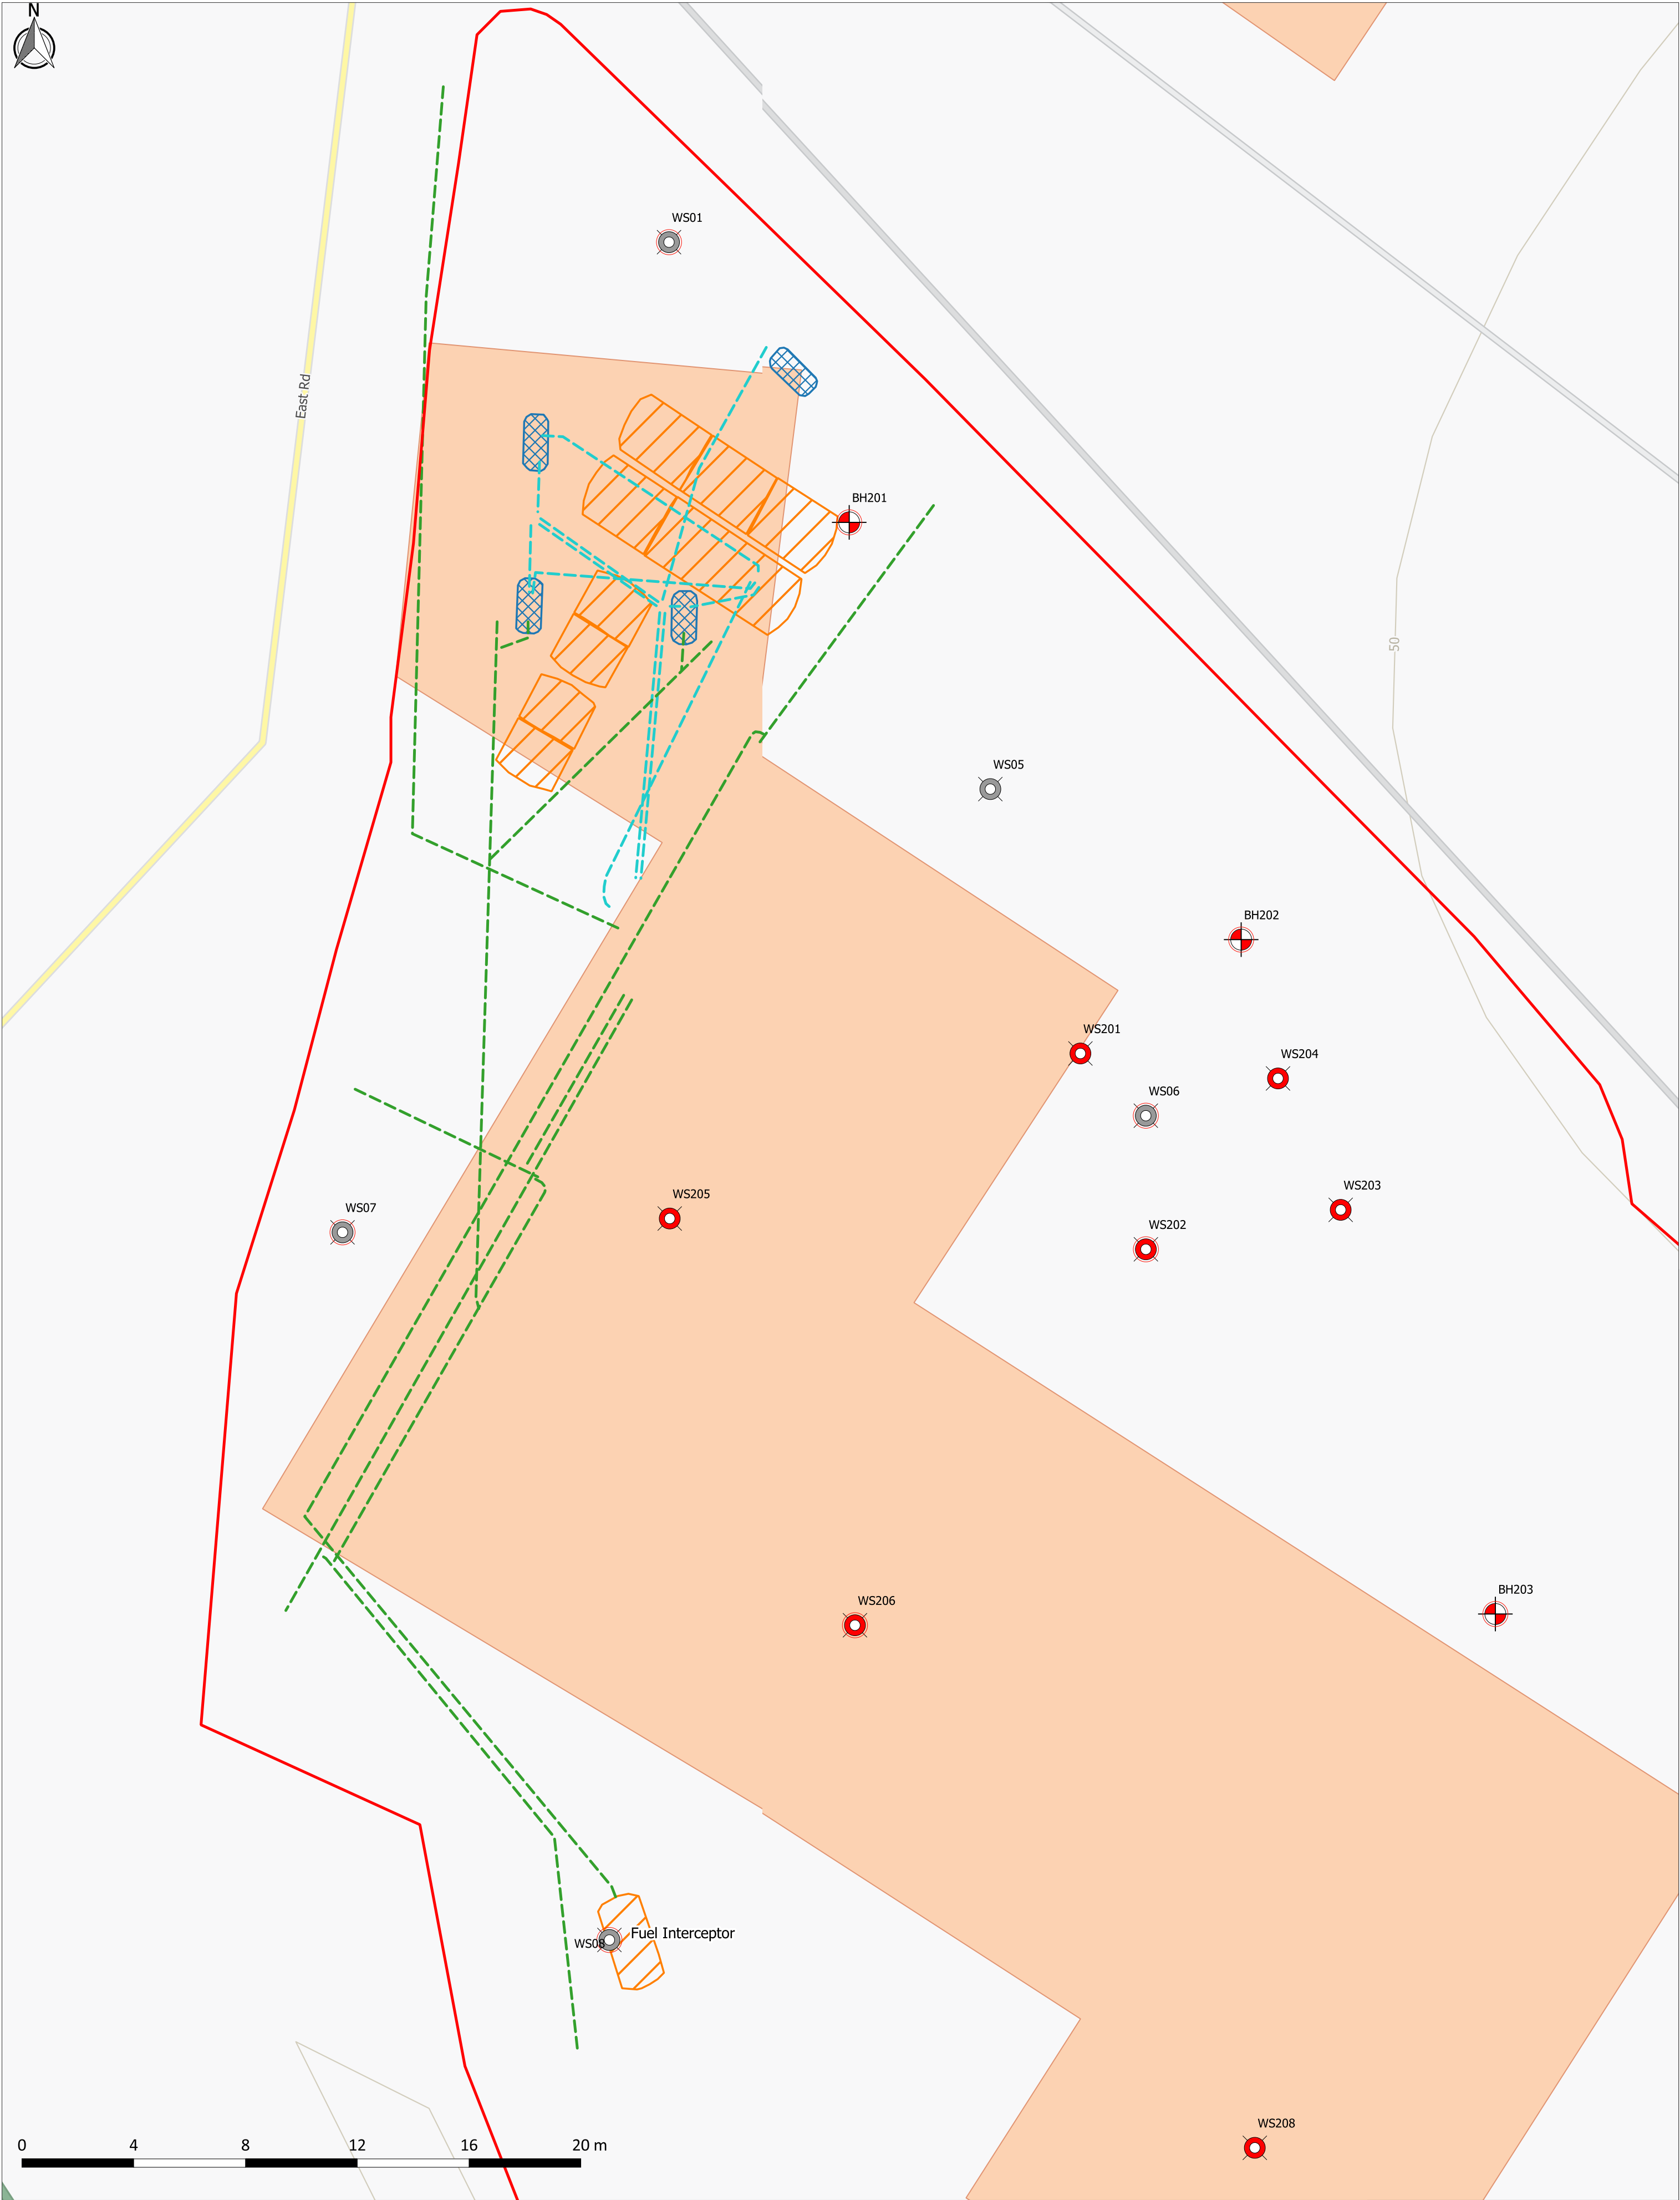 N
WS01
East Rd
BH201
50
WS05
BH202
WS201
WS204
WS06
WS203
WS205
WS07
WS202
BH203
WS206
Fuel Interceptor
WS08
WS208
0 4 8 12 16 20 m